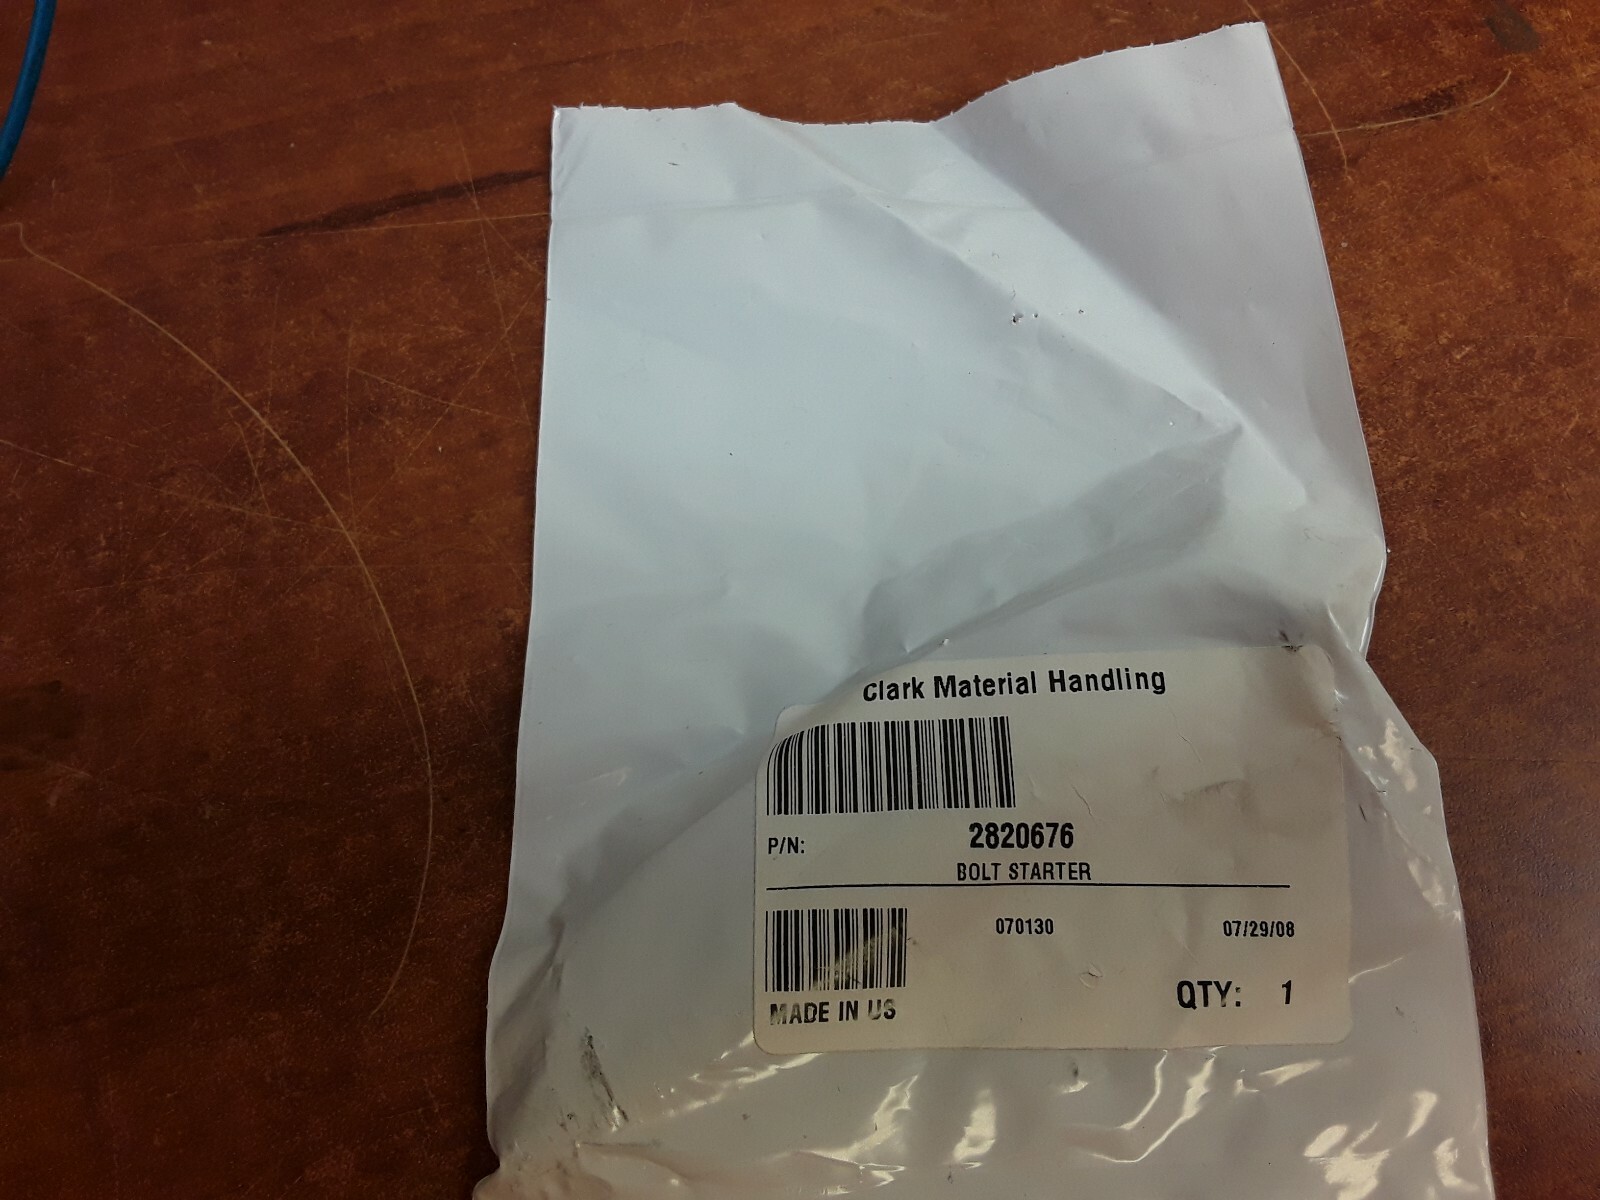 Clark Material Handling
P/N: 2820676
BOLT STARTER
070130 07/29/08
QTY: 1
MADE IN US